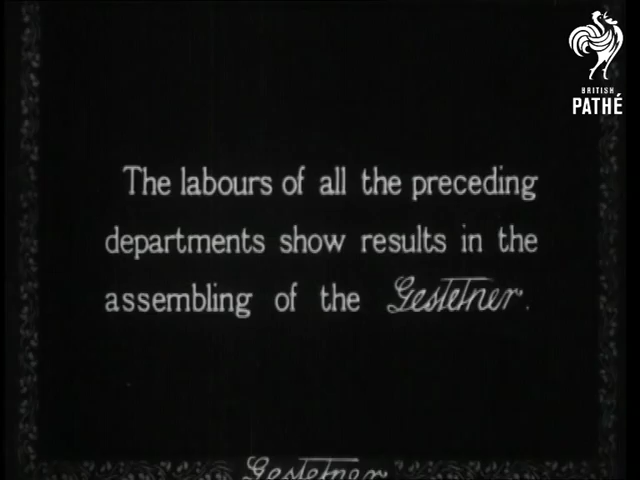 BRITISH
PATHÉ
The labours of all the preceding
departments show results in the
assembling of the Gestetner.
Gestetner